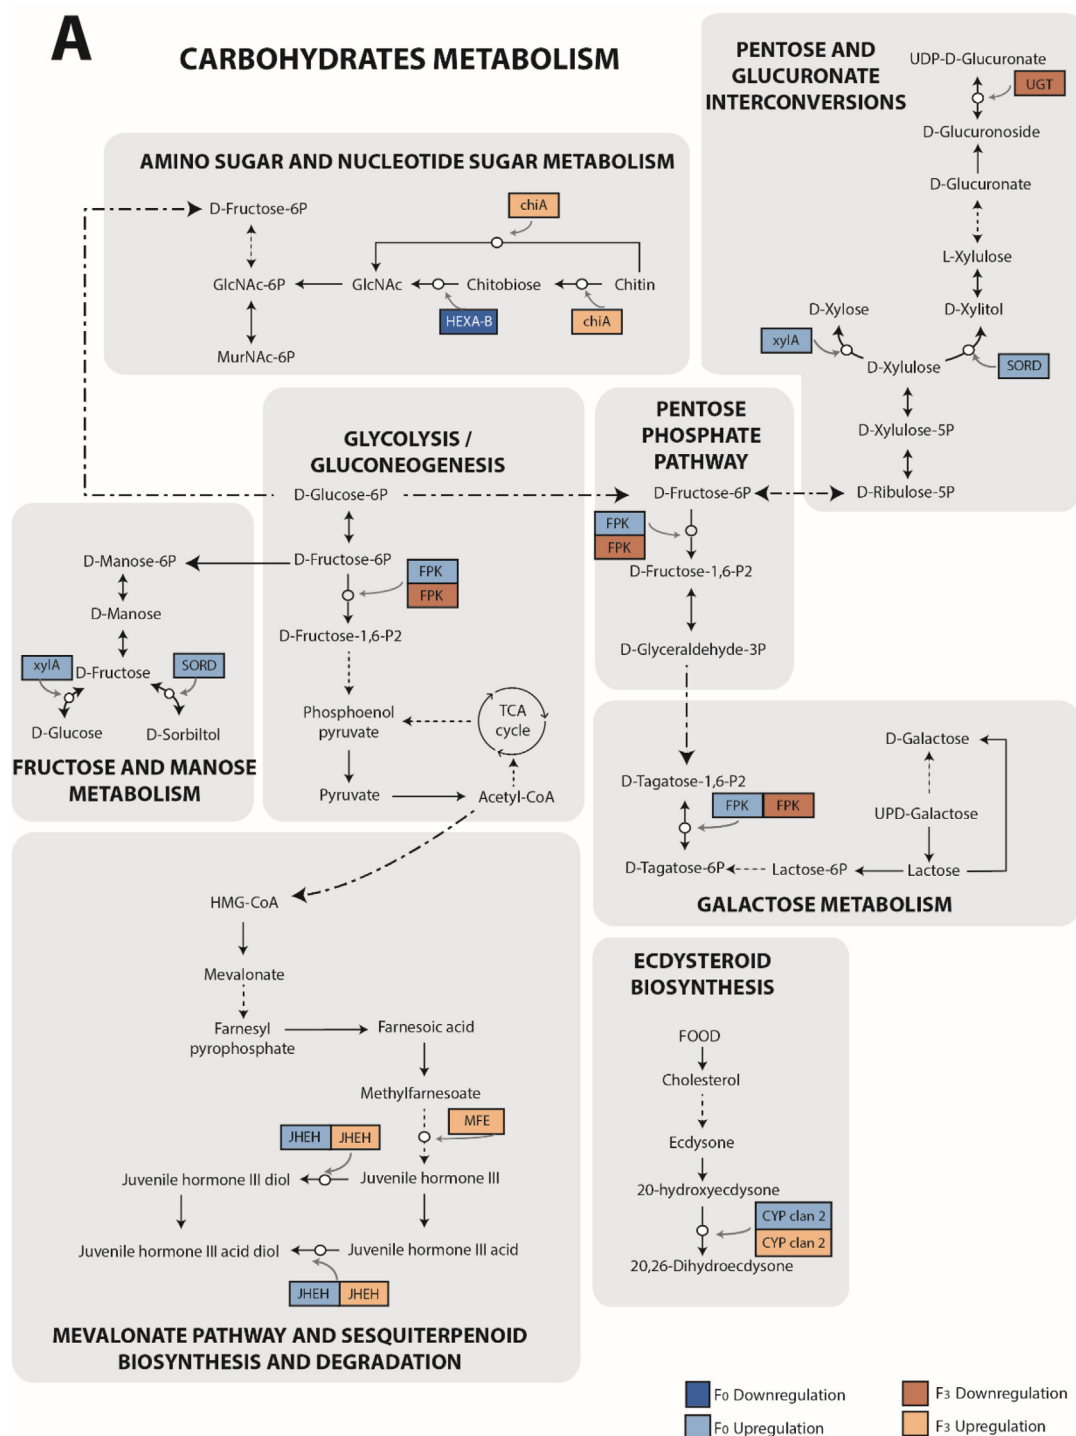 A
CARBOHYDRATES METABOLISM
PENTOSE AND
GLUCURONATE
INTERCONVERSIONS
UDP-D-Glucuronate
UGT
D-Glucuronoside
D-Glucuronate
L-Xylulose
D-Xylose
D-Xylitol
xylA
D-Xylulose
SORD
D-Xylulose-5P
D-Ribulose-5P
AMINO SUGAR AND NUCLEOTIDE SUGAR METABOLISM
D-Fructose-6P
chiA
GlcNAc-6P
GlcNAc
Chitobiose
Chitin
HEXA-B
chiA
MurNAc-6P
GLYCOLYSIS /
GLUCONEOGENESIS
D-Glucose-6P
D-Fructose-6P
FPK
FPK
D-Fructose-1,6-P2
Phosphoenol
pyruvate
TCA
cycle
Pyruvate
Acetyl-CoA
PENTOSE
PHOSPHATE
PATHWAY
D-Fructose-6P
FPK
FPK
D-Fructose-1,6-P2
D-Glyceraldehyde-3P
D-Manose-6P
D-Manose
xylA
D-Fructose
SORD
D-Glucose
D-Sorbiltol
FRUCTOSE AND MANOSE
METABOLISM
D-Galactose
D-Tagatose-1,6-P2
FPK FPK
UPD-Galactose
D-Tagatose-6P
Lactose-6P
Lactose
GALACTOSE METABOLISM
HMG-CoA
Mevalonate
Farnesyl
pyrophosphate
Farnesoic acid
Methylfarnesoate
MFE
JHEH JHEH
Juvenile hormone III diol
Juvenile hormone III
Juvenile hormone III acid diol
Juvenile hormone III acid
JHEH JHEH
MEVALONATE PATHWAY AND SESQUITERPENOID
BIOSYNTHESIS AND DEGRADATION
ECDYSTEROID
BIOSYNTHESIS
FOOD
Cholesterol
Ecdysone
20-hydroxyecdysone
CYP clan 2
CYP clan 2
20,26-Dihydroecdysone
F0 Downregulation
F3 Downregulation
F0 Upregulation
F3 Upregulation